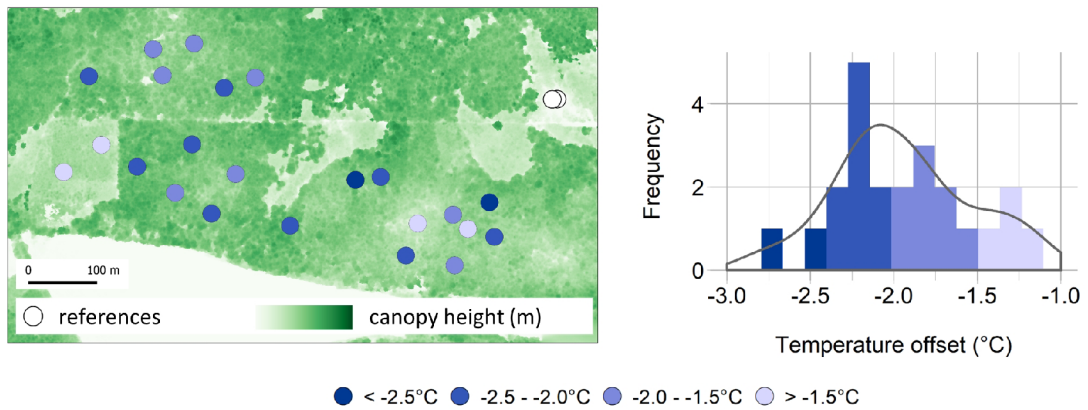 0 100 m
references canopy height (m)
Frequency
4
2
0
-3.0 -2.5 -2.0 -1.5 -1.0
Temperature offset (°C)
< -2.5°C -2.5 - -2.0°C -2.0 - -1.5°C > -1.5°C